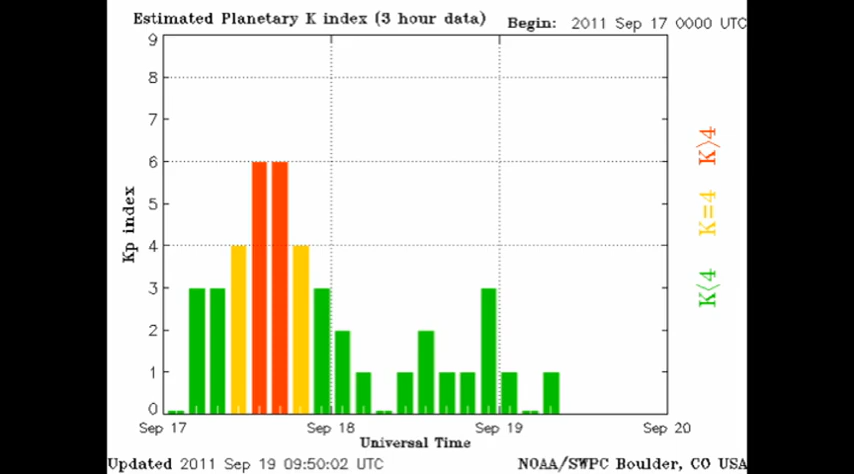 Estimated Planetary K index (3 hour data)
Begin: 2011 Sep 17 0000 UTC
9
8
7
6
5
4
3
2
1
0
Kp index
K>4
K=4
K<4
Sep 17
Sep 18
Sep 19
Sep 20
Universal Time
Updated 2011 Sep 19 09:50:02 UTC
NOAA/SWPC Boulder, CO USA